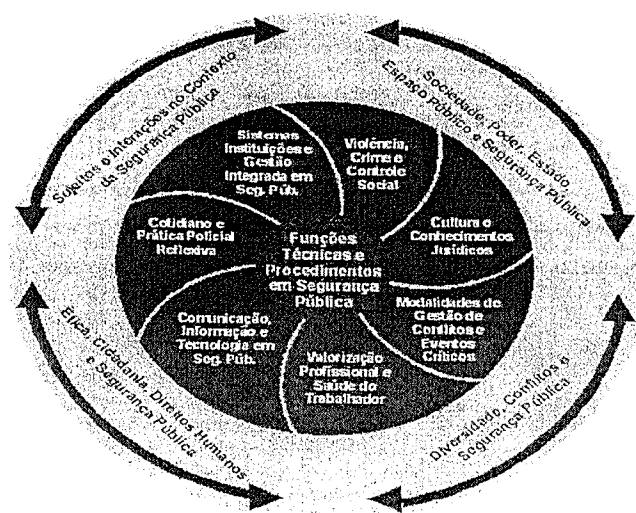 Sujeitos e Interações no Contexto
da Segurança Pública
Sociedade, Poder, Estado,
Espaço Público e Segurança Pública
Sistemas
Instituições e
Gestão
Integrada em
Seg. Púb.
Violência,
Crime e
Controle
Social
Cultura e
Conhecimentos
Jurídicos
Modalidades de
Gestão de
Conflitos e
Eventos
Críticos
Valorização
Profissional e
Saúde do
Trabalhador
Comunicação,
Informação e
Tecnologia em
Seg. Púb.
Cotidiano e
Prática Policial
Reflexiva
Funções
Técnicas e
Procedimentos
em Segurança
Pública
Ética, Cidadania, Direitos Humanos
e Segurança Pública
Diversidade, Conflitos e
Segurança Pública